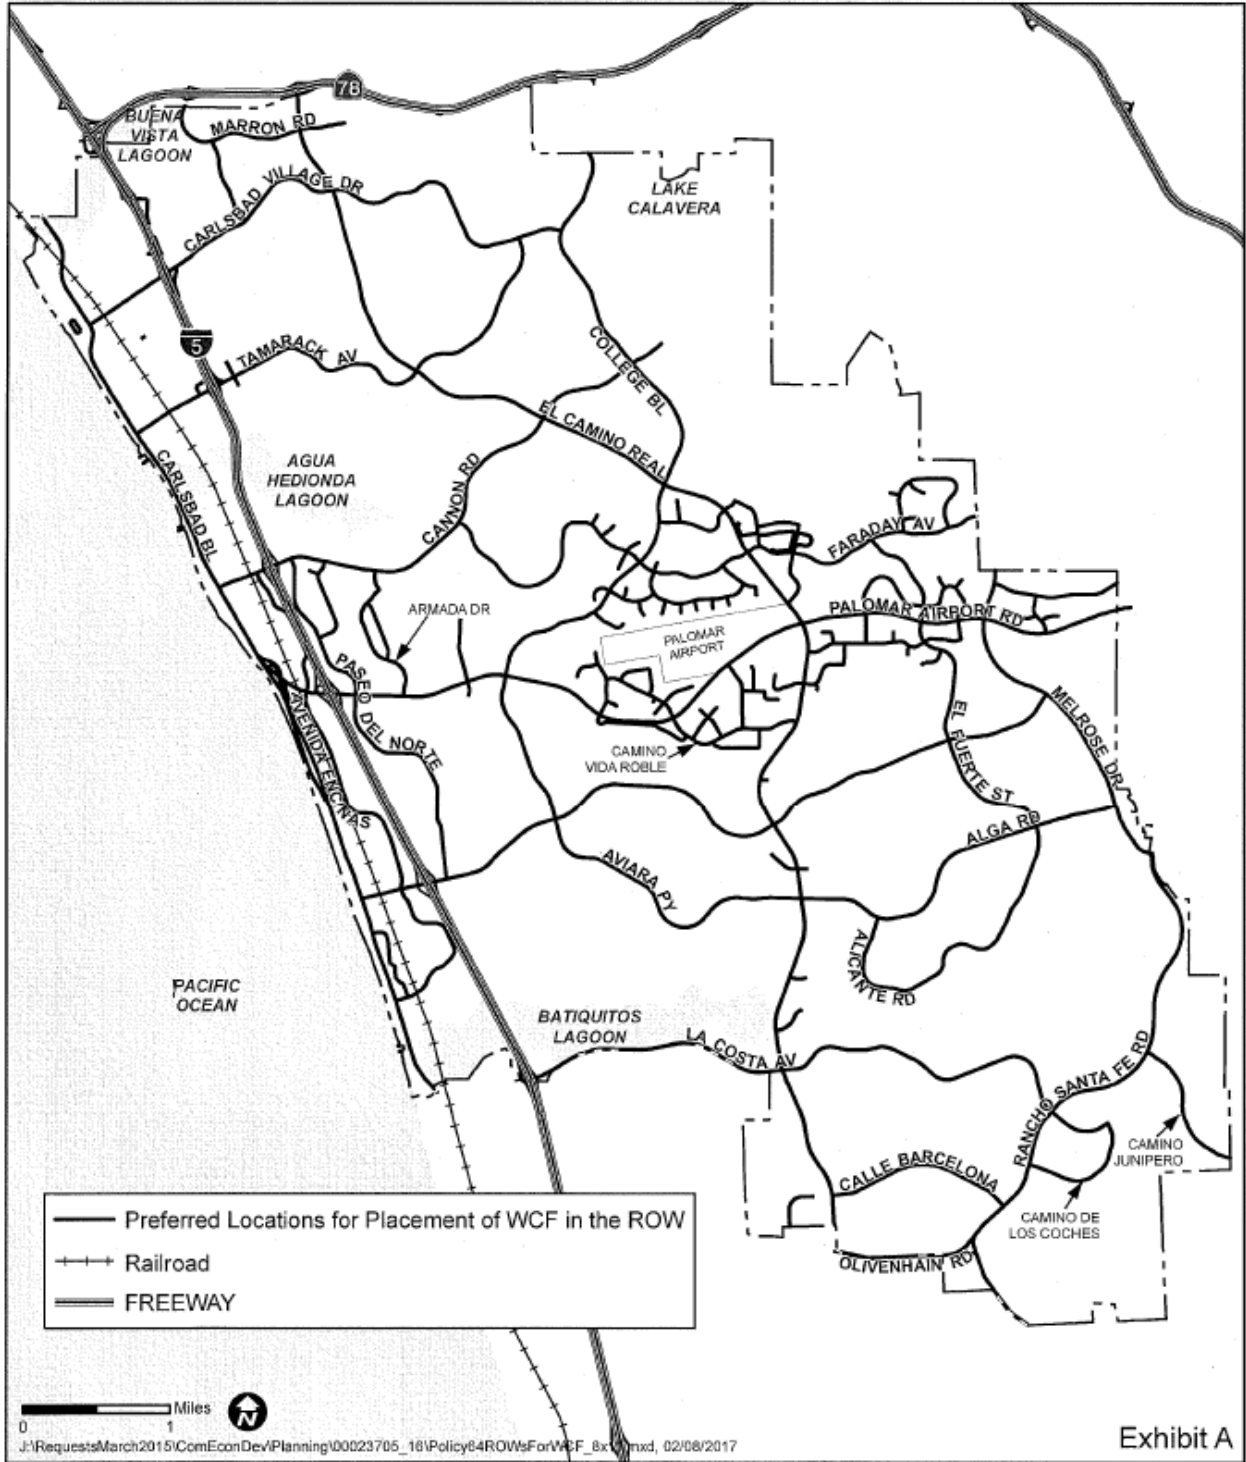 78
BUENA
VISTA
LAGOON
MARRON RD
CARLSBAD VILLAGE DR
LAKE
CALAVERA
5
TAMARACK AV
COLLEGE BL
EL CAMINO REAL
AGUA
HEDIONDA
LAGOON
CARLSBAD BL
CANNON RD
FARADAY AV
ARMADA DR
PALOMAR AIRPORT RD
PALOMAR
AIRPORT
PASEO DEL NORTE
AVENIDA ENCINAS
MELROSE DR
EL FUERTE ST
CAMINO
VIDA ROBLE
ALGA RD
AVIARA PY
ALICANTE RD
PACIFIC
OCEAN
BATIQUITOS
LAGOON
LA COSTA AV
RANCHO SANTA FE RD
CAMINO
JUNIPERO
CALLE BARCELONA
CAMINO DE
LOS COCHES
OLIVENHAIN RD
Preferred Locations for Placement of WCF in the ROW
Railroad
FREEWAY
Miles
0 1
N
Exhibit A